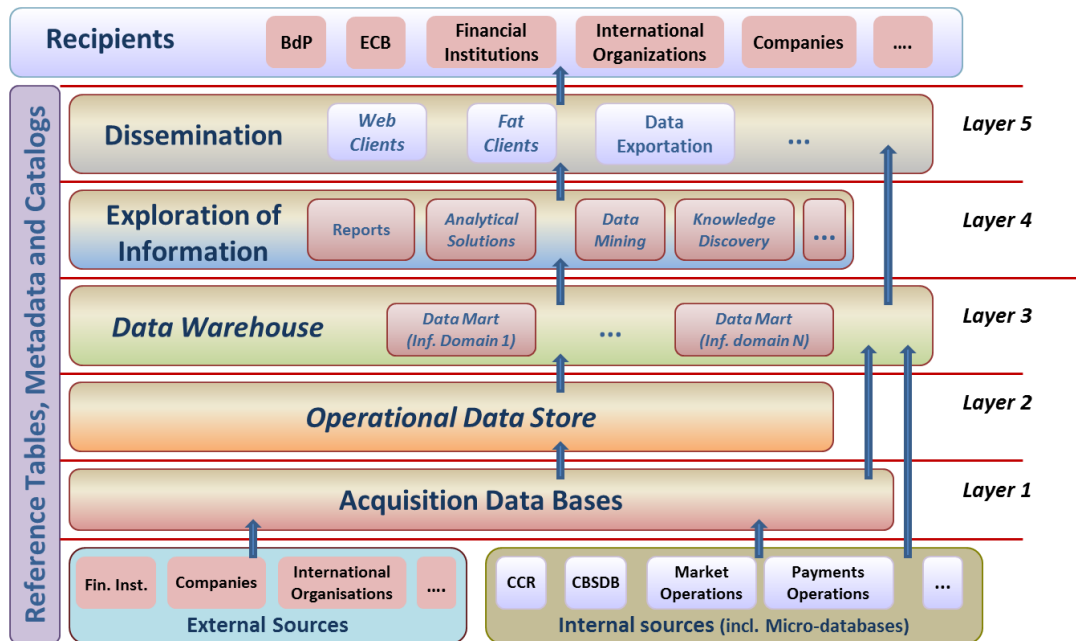 Recipients
BdP
ECB
Financial
Institutions
International
Organizations
Companies
....
Reference Tables, Metadata and Catalogs
Dissemination
Web
Clients
Fat
Clients
Data
Exportation
...
Layer 5
Exploration of
Information
Reports
Analytical
Solutions
Data
Mining
Knowledge
Discovery
...
Layer 4
Data Warehouse
Data Mart
(Inf. Domain 1)
...
Data Mart
(Inf. domain N)
Layer 3
Operational Data Store
Layer 2
Acquisition Data Bases
Layer 1
Fin. Inst.
Companies
International
Organisations
....
External Sources
CCR
CBSDB
Market
Operations
Payments
Operations
...
Internal sources (incl. Micro-databases)